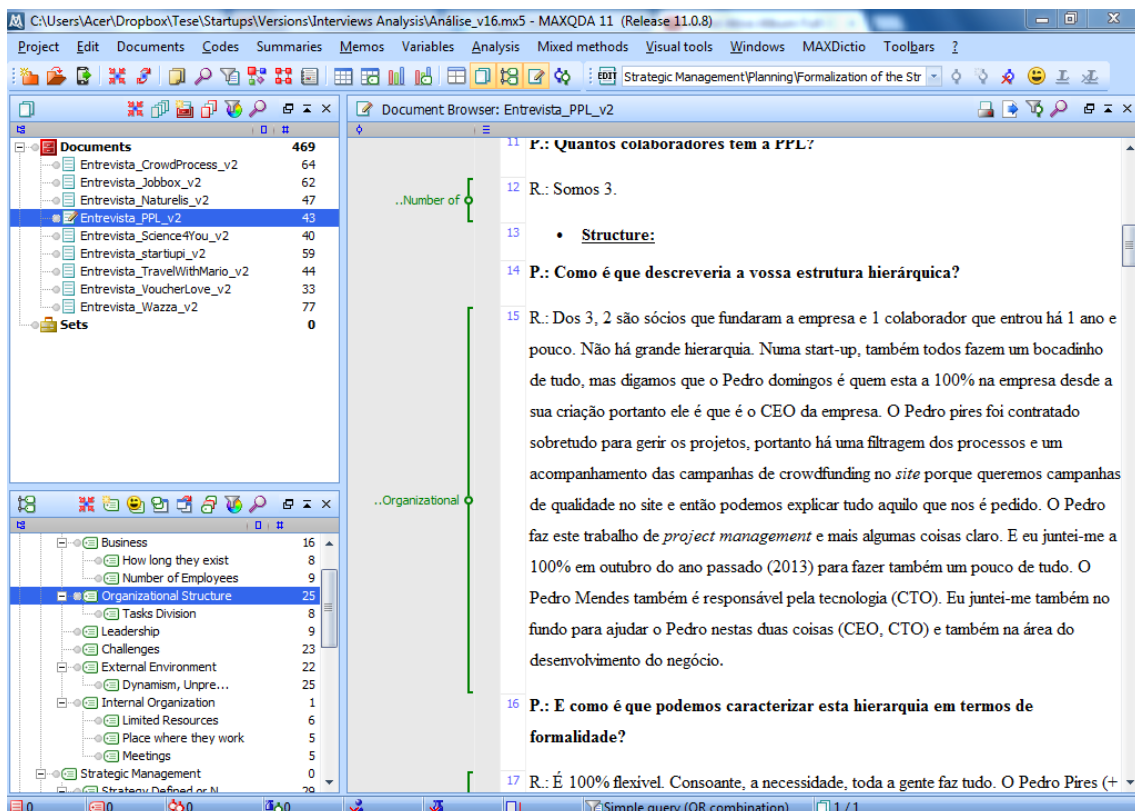 C:\Users\Acer\Dropbox\Tese\Startups\Versions\Interviews Analysis\Análise_v16.mx5 - MAXQDA 11 (Release 11.0.8)
Project Edit Documents Codes Summaries Memos Variables Analysis Mixed methods Visual tools Windows MAXDictio Toolbars ?
EDIT Strategic Management\Planning\Formalization of the Str
Documents 469
Entrevista_CrowdProcess_v2 64
Entrevista_Jobbox_v2 62
Entrevista_Naturelis_v2 47
Entrevista_PPL_v2 43
Entrevista_Science4You_v2 40
Entrevista_startiupi_v2 59
Entrevista_TravelWithMario_v2 44
Entrevista_VoucherLove_v2 33
Entrevista_Wazza_v2 77
Sets 0
Business 16
How long they exist 8
Number of Employees 9
Organizational Structure 25
Tasks Division 8
Leadership 9
Challenges 23
External Environment 22
Dynamism, Unpre... 25
Internal Organization 1
Limited Resources 6
Place where they work 5
Meetings 5
Strategic Management 0
Strategy Defined or N 29
Document Browser: Entrevista_PPL_v2
11 P.: Quantos colaboradores tem a PPL?
..Number of
12 R.: Somos 3.
13 • Structure:
14 P.: Como é que descreveria a vossa estrutura hierárquica?
..Organizational
15 R.: Dos 3, 2 são sócios que fundaram a empresa e 1 colaborador que entrou há 1 ano e
pouco. Não há grande hierarquia. Numa start-up, também todos fazem um bocadinho
de tudo, mas digamos que o Pedro domingos é quem esta a 100% na empresa desde a
sua criação portanto ele é que é o CEO da empresa. O Pedro pires foi contratado
sobretudo para gerir os projetos, portanto há uma filtragem dos processos e um
acompanhamento das campanhas de crowdfunding no site porque queremos campanhas
de qualidade no site e então podemos explicar tudo aquilo que nos é pedido. O Pedro
faz este trabalho de project management e mais algumas coisas claro. E eu juntei-me a
100% em outubro do ano passado (2013) para fazer também um pouco de tudo. O
Pedro Mendes também é responsável pela tecnologia (CTO). Eu juntei-me também no
fundo para ajudar o Pedro nestas duas coisas (CEO, CTO) e também na área do
desenvolvimento do negócio.
16 P.: E como é que podemos caracterizar esta hierarquia em termos de
formalidade?
17 R.: É 100% flexível. Consoante, a necessidade, toda a gente faz tudo. O Pedro Pires (+
0 0 0 0 Simple query (OR combination) 1 / 1